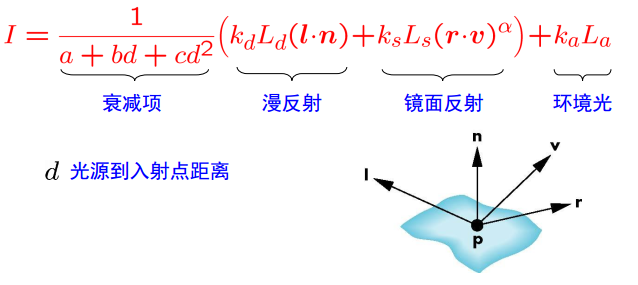 I = 1 / (a + bd + cd²) (k_d L_d (l·n) + k_s L_s (r·v)^α) + k_a L_a
衰减项 漫反射 镜面反射 环境光
d 光源到入射点距离
n
v
l
r
p